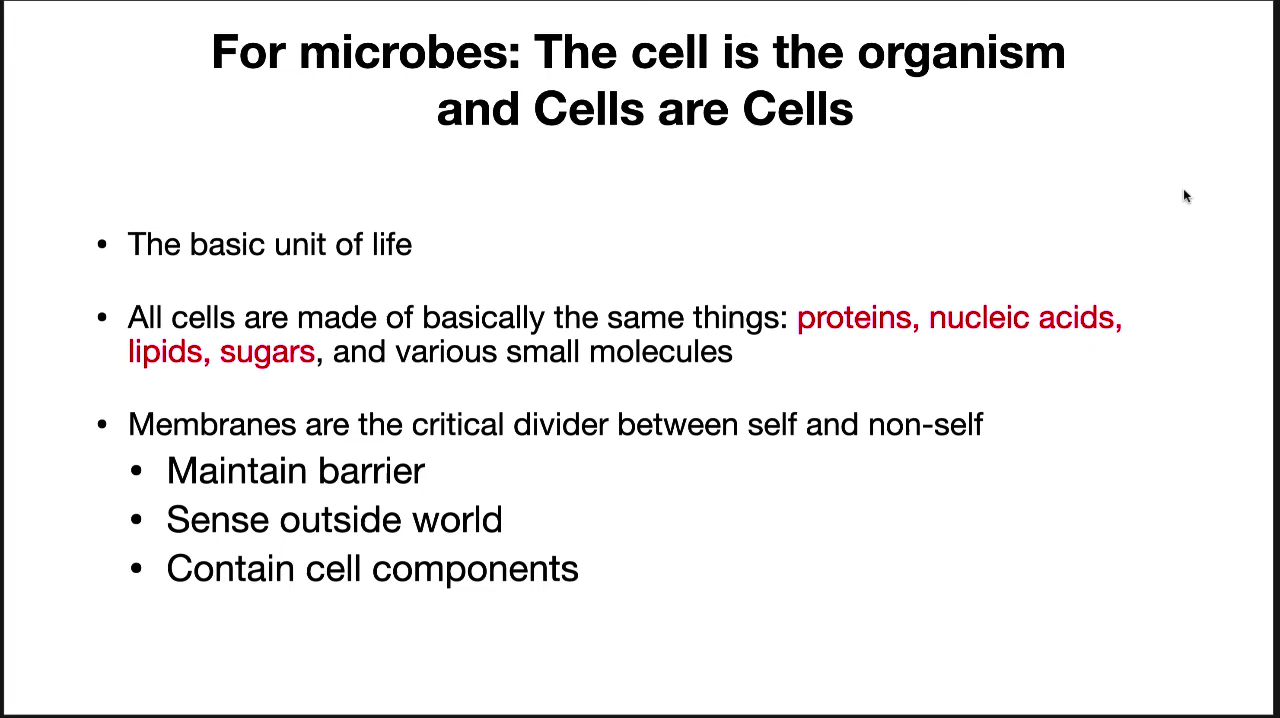 For microbes: The cell is the organism
and Cells are Cells
• The basic unit of life
• All cells are made of basically the same things: proteins, nucleic acids,
lipids, sugars, and various small molecules
• Membranes are the critical divider between self and non-self
• Maintain barrier
• Sense outside world
• Contain cell components